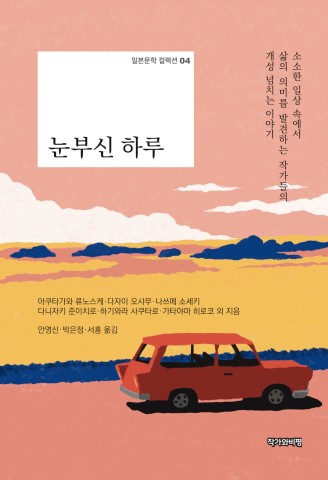 일본문학 컬렉션 04
눈부신 하루
소소한 일상 속에서
삶의 의미를 발견하는 작가들의
개성 넘치는 이야기
아쿠타가와 류노스케·다자이 오사무·나쓰메 소세키
다니자키 준이치로·하기와라 사쿠타로·가타야마 히로코 외 지음
안영신·박은정·서홍 옮김
작가와비평